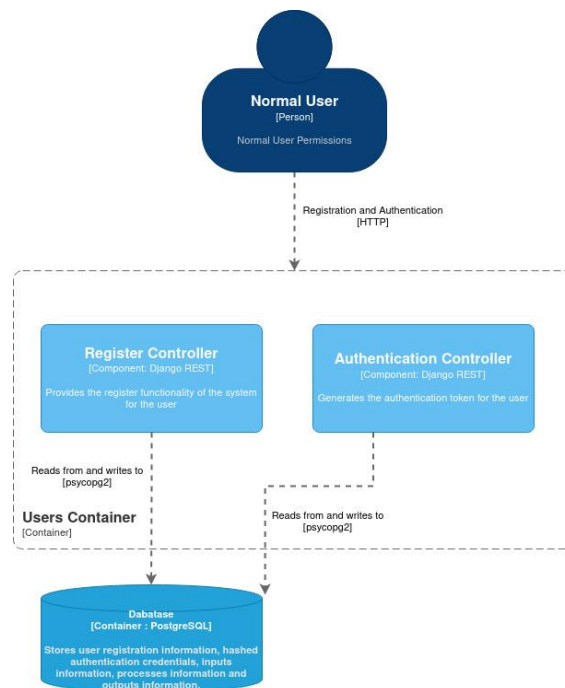 Normal User
[Person]
Normal User Permissions
Registration and Authentication
[HTTP]
Register Controller
[Component: Django REST]
Provides the register functionality of the system
for the user
Authentication Controller
[Component: Django REST]
Generates the authentication token for the user
Reads from and writes to
[psycopg2]
Users Container
[Container]
Reads from and writes to
[psycopg2]
Dabatase
[Container : PostgreSQL]
Stores user registration information, hashed
authentication credentials, inputs
information, processes information and
outputs information.